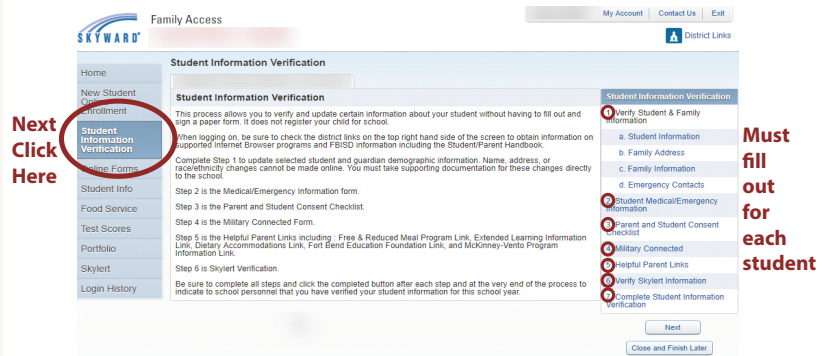 SKYWARD
Family Access
My Account
Contact Us
Exit
District Links
Next
Click
Here
Home
New Student
Online
Enrollment
Student
Information
Verification
Online Forms
Student Info
Food Service
Test Scores
Portfolio
Skylert
Login History
Student Information Verification
Student Information Verification
This process allows you to verify and update certain information about your student without having to fill out and
sign a paper form. It does not register your child for school.
When logging on, be sure to check the district links on the top right hand side of the screen to obtain information on
supported Internet Browser programs and FBISD information including the Student/Parent Handbook.
Complete Step 1 to update selected student and guardian demographic information. Name, address, or
race/ethnicity changes cannot be made online. You must take supporting documentation for these changes directly
to the school.
Step 2 is the Medical/Emergency Information form.
Step 3 is the Parent and Student Consent Checklist.
Step 4 is the Military Connected Form.
Step 5 is the Helpful Parent Links including : Free & Reduced Meal Program Link, Extended Learning Information
Link, Dietary Accommodations Link, Fort Bend Education Foundation Link, and McKinney-Vento Program
Information Link.
Step 6 is Skylert Verification.
Be sure to complete all steps and click the completed button after each step and at the very end of the process to
indicate to school personnel that you have verified your student information for this school year.
Student Information Verification
1 Verify Student & Family
Information
a. Student Information
b. Family Address
c. Family Information
d. Emergency Contacts
2 Student Medical/Emergency
Information
3 Parent and Student Consent
Checklist
4 Military Connected
5 Helpful Parent Links
6 Verify Skylert Information
7 Complete Student Information
Verification
Next
Close and Finish Later
Must
fill
out
for
each
student